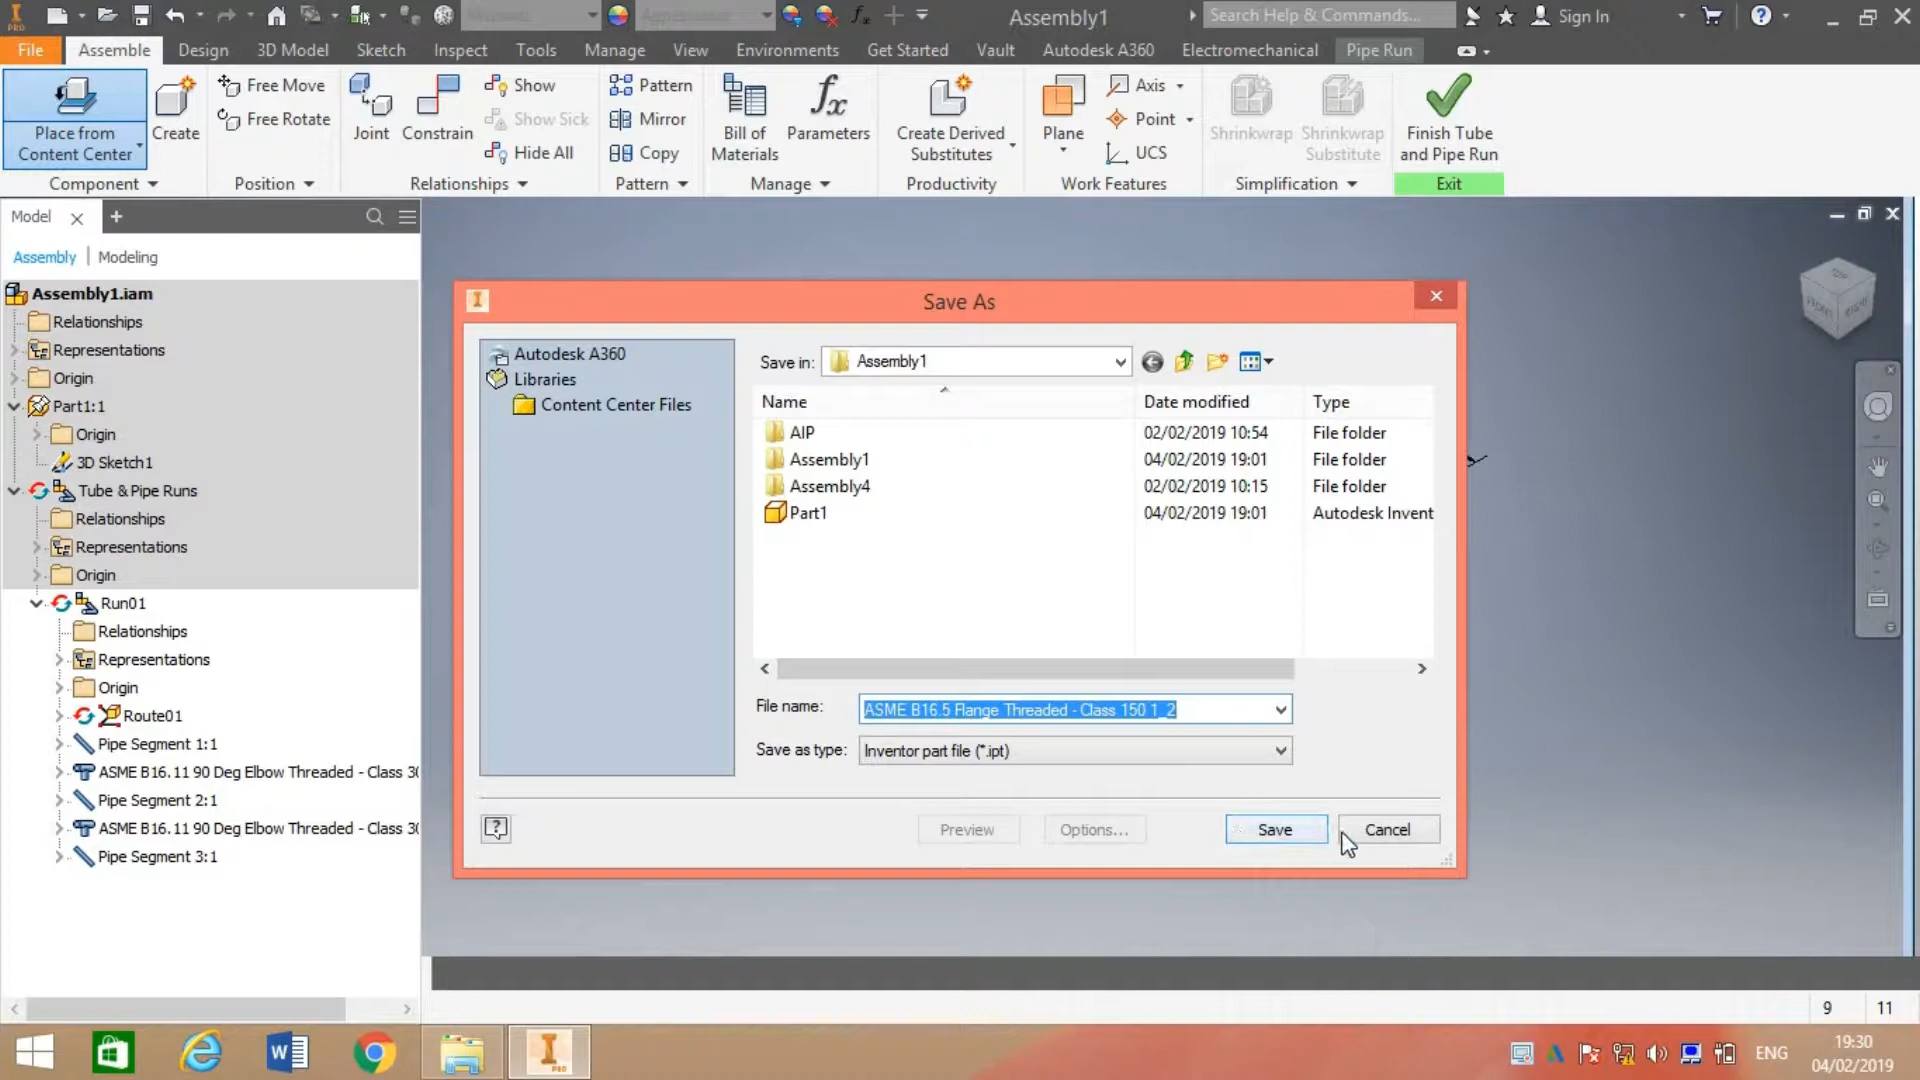 Assembly1
Search Help & Commands...
Sign In
File
Assemble
Design
3D Model
Sketch
Inspect
Tools
Manage
View
Environments
Get Started
Vault
Autodesk A360
Electromechanical
Pipe Run
Place from
Content Center
Create
Free Move
Free Rotate
Joint
Constrain
Show
Show Sick
Hide All
Pattern
Mirror
Copy
Bill of
Materials
Parameters
Create Derived
Substitutes
Plane
Axis
Point
UCS
Shrinkwrap
Shrinkwrap
Substitute
Finish Tube
and Pipe Run
Component
Position
Relationships
Pattern
Manage
Productivity
Work Features
Simplification
Exit
Model
Assembly
Modeling
Assembly1.iam
Relationships
Representations
Origin
Part1:1
Origin
3D Sketch1
Tube & Pipe Runs
Relationships
Representations
Origin
Run01
Relationships
Representations
Origin
Route01
Pipe Segment 1:1
ASME B16.11 90 Deg Elbow Threaded - Class 30
Pipe Segment 2:1
ASME B16.11 90 Deg Elbow Threaded - Class 30
Pipe Segment 3:1
Save As
Autodesk A360
Libraries
Content Center Files
Save in:
Assembly1
Name
Date modified
Type
AIP
02/02/2019 10:54
File folder
Assembly1
04/02/2019 19:01
File folder
Assembly4
02/02/2019 10:15
File folder
Part1
04/02/2019 19:01
Autodesk Invent
File name:
ASME B16.5 Flange Threaded - Class 150 1_2
Save as type:
Inventor part file (*.ipt)
Preview
Options...
Save
Cancel
9
11
ENG
19:30
04/02/2019